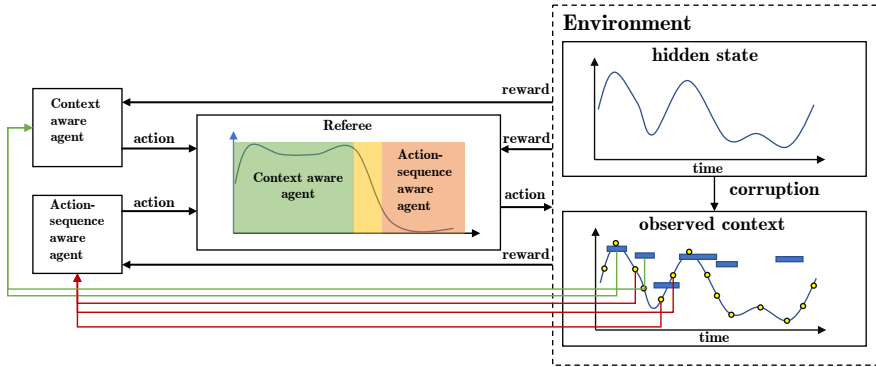 Environment
hidden state
time
corruption
observed context
time
reward
Context
aware
agent
action
Referee
Context aware
agent
Action-
sequence
aware
agent
reward
action
Action-
sequence
aware
agent
action
reward